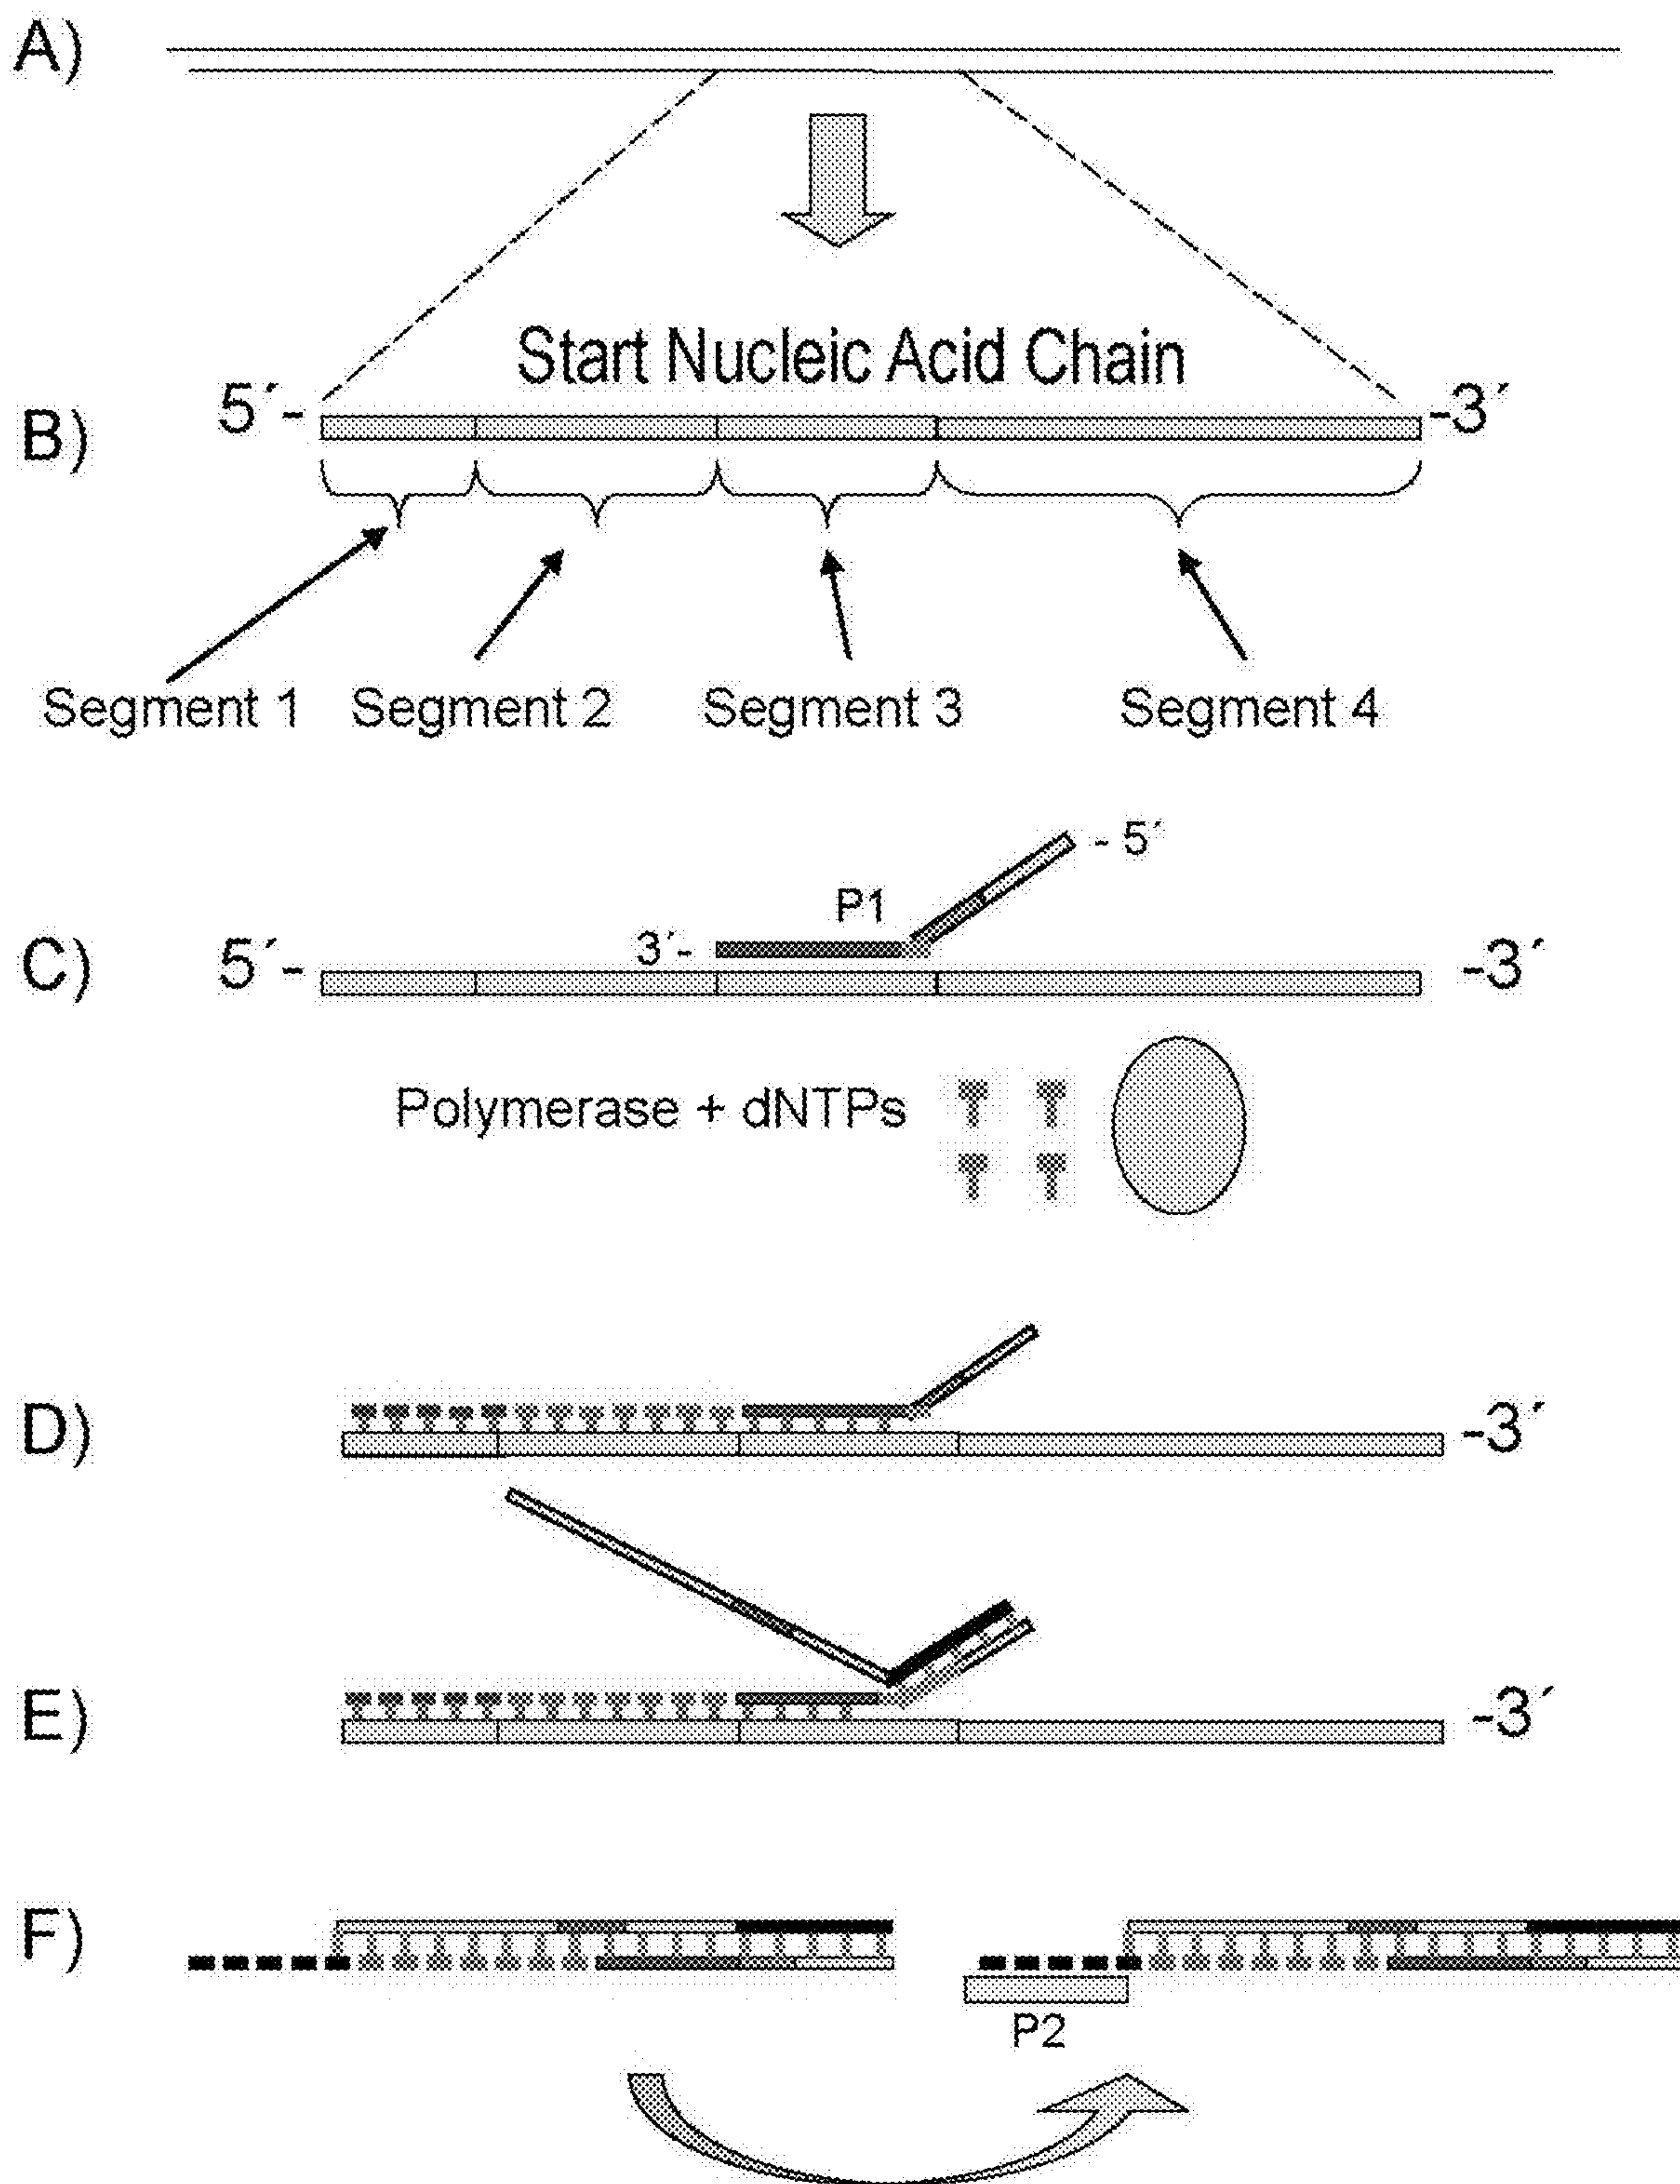 A)
Start Nucleic Acid Chain
5´-
-3´
B)
Segment 1
Segment 2
Segment 3
Segment 4
- 5´
P1
3´-
C)
5´-
-3´
Polymerase + dNTPs
D)
-3´
E)
-3´
F)
P2